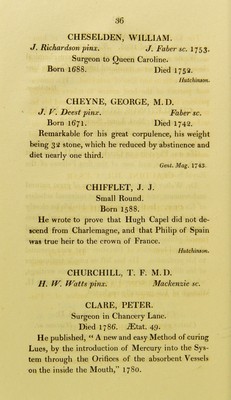 36
CHESELDEN, WILLIAM.
J. Richardson pinx. J. Faber sc. 1753.
Surgeon to Queen Caroline.
Born 1688. Died 1752.
Hutchinson.
CHEYNE, GEORGE, M. D.
J. V. Deest pinx. Faber sc.
Born 1671. Died 1742.
Remarkable for his great corpulence, his weight
being 32 stone, which he reduced by abstinence and
diet nearly one third.
Gent. Mag. 1743.
CHIFFLET, J. J.
Small Round.
Born 1588.
He wrote to prove that Hugh Capel did not de-
scend from Charlemagne, and that Philip of Spain
was true heir to the crown of France.
Hutchinson.
CHURCHILL, T. F. M. D.
H. W. Watts pinx. Mackenzie sc.
CLARE, PETER.
Surgeon in Chancery Lane.
Died 1786. Ætat. 49.
He published, “ A new and easy Method of curing
Lues, by the introduction of Mercury into the Sys-
tem through the Orifices of the absorbent Vessels
on the inside the Mouth,” 1780.